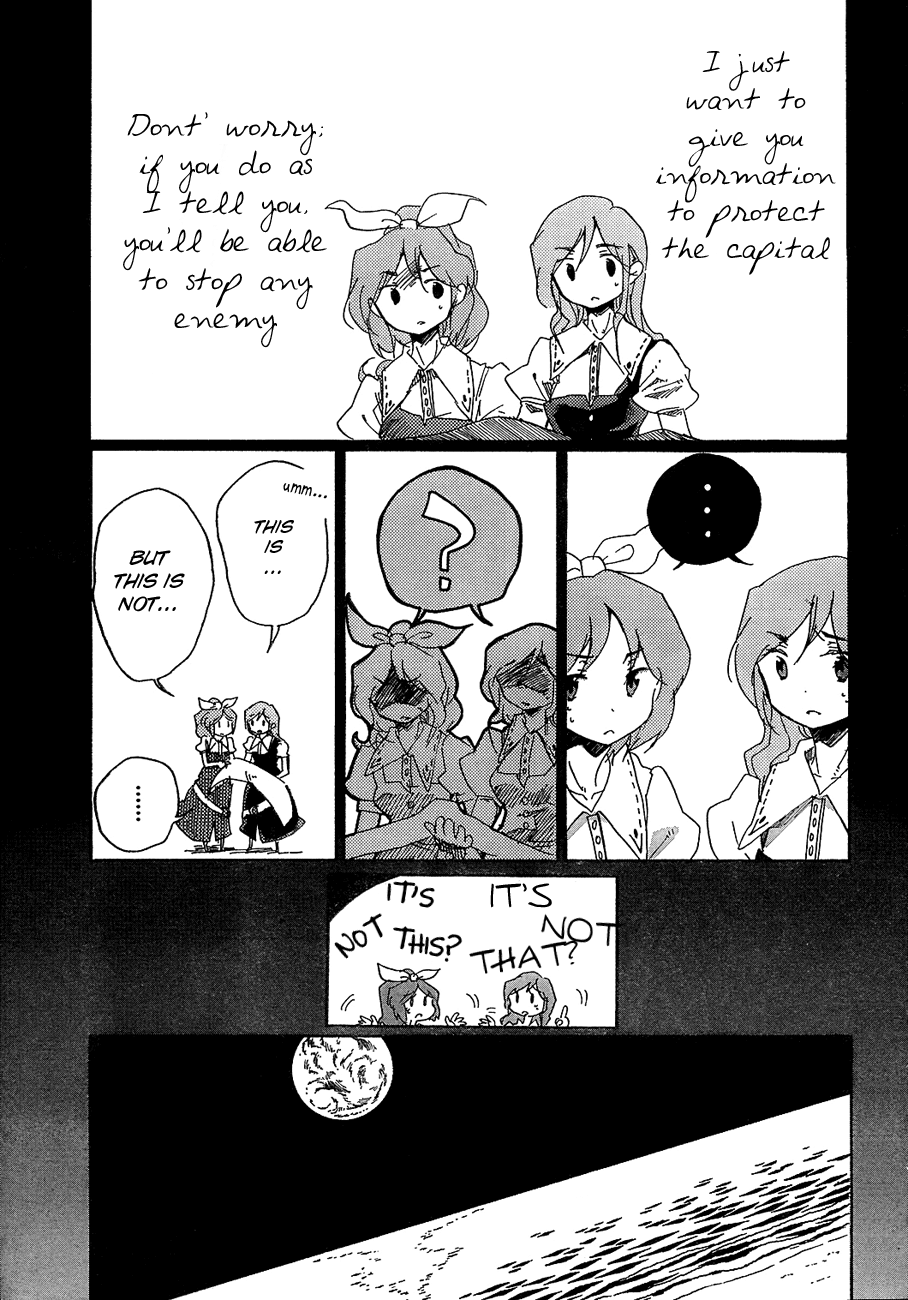 I just
want to
give you
information
to protect
the capital
Dont' worry;
if you do as
I tell you,
you'll be able
to stop any
enemy
...
?
umm...
THIS
IS
...
BUT
THIS IS
NOT...
......
IT'S
NOT
THAT?
IT'S
NOT
THIS?